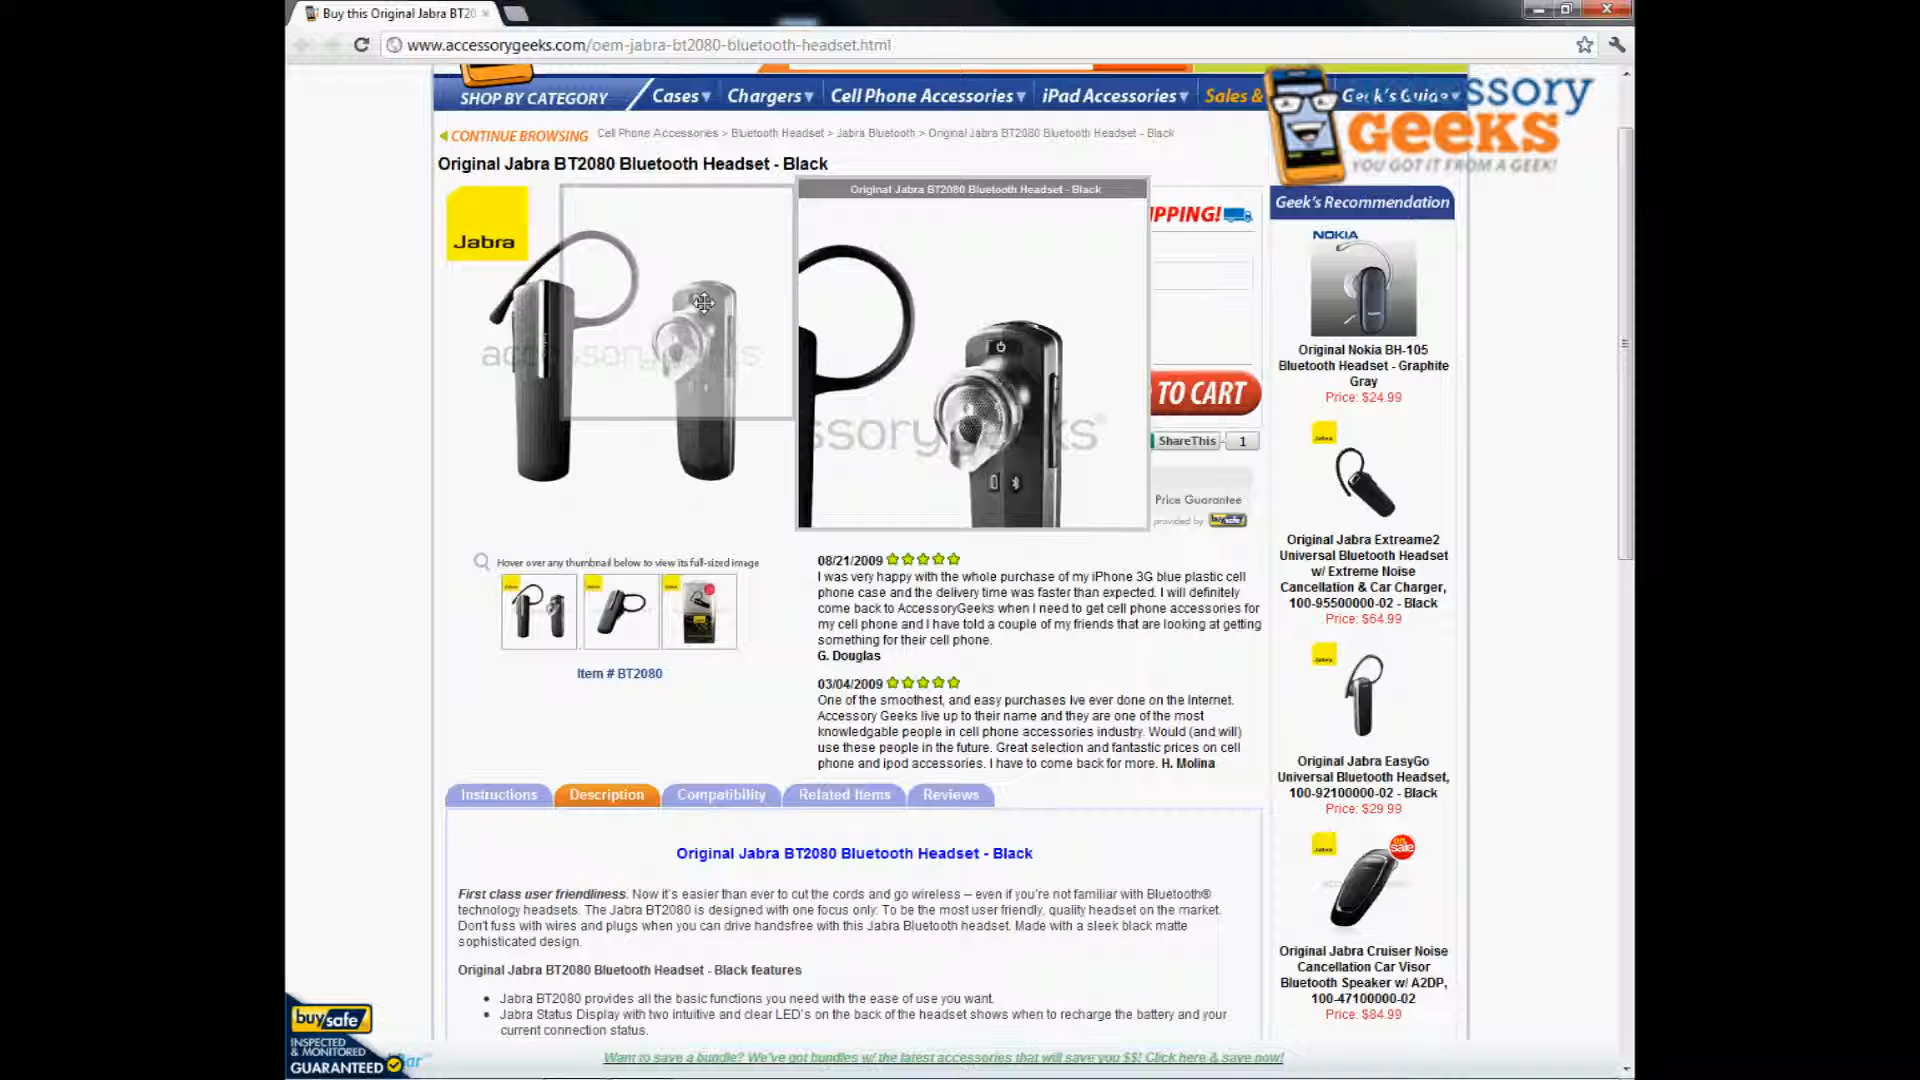 Buy this Original Jabra BT20
www.accessorygeeks.com/oem-jabra-bt2080-bluetooth-headset.html
SHOP BY CATEGORY
Cases
Chargers
Cell Phone Accessories
iPad Accessories
Sales &
Geek's Guide
ssory
GEEKS
YOU GOT IT FROM A GEEK!
CONTINUE BROWSING
Cell Phone Accessories > Bluetooth Headset > Jabra Bluetooth > Original Jabra BT2080 Bluetooth Headset - Black
Original Jabra BT2080 Bluetooth Headset - Black
Jabra
Original Jabra BT2080 Bluetooth Headset - Black
IPPING!
TO CART
ShareThis
1
Price Guarantee
provided by buySafe
Hover over any thumbnail below to view its full-sized image
Item # BT2080
08/21/2009
I was very happy with the whole purchase of my iPhone 3G blue plastic cell
phone case and the delivery time was faster than expected. I will definitely
come back to AccessoryGeeks when I need to get cell phone accessories for
my cell phone and I have told a couple of my friends that are looking at getting
something for their cell phone.
G. Douglas
03/04/2009
One of the smoothest, and easy purchases Ive ever done on the Internet.
Accessory Geeks live up to their name and they are one of the most
knowledgable people in cell phone accessories industry. Would (and will)
use these people in the future. Great selection and fantastic prices on cell
phone and ipod accessories. I have to come back for more. H. Molina
Geek's Recommendation
NOKIA
Original Nokia BH-105
Bluetooth Headset - Graphite
Gray
Price: $24.99
Original Jabra Extreame2
Universal Bluetooth Headset
w/ Extreme Noise
Cancellation & Car Charger,
100-95500000-02 - Black
Price: $64.99
Original Jabra EasyGo
Universal Bluetooth Headset,
100-92100000-02 - Black
Price: $29.99
sale
Original Jabra Cruiser Noise
Cancellation Car Visor
Bluetooth Speaker w/ A2DP,
100-47100000-02
Price: $84.99
Instructions
Description
Compatibility
Related Items
Reviews
Original Jabra BT2080 Bluetooth Headset - Black
First class user friendliness. Now it's easier than ever to cut the cords and go wireless – even if you're not familiar with Bluetooth®
technology headsets. The Jabra BT2080 is designed with one focus only: To be the most user friendly, quality headset on the market.
Don't fuss with wires and plugs when you can drive handsfree with this Jabra Bluetooth headset. Made with a sleek black matte
sophisticated design.
Original Jabra BT2080 Bluetooth Headset - Black features
Jabra BT2080 provides all the basic functions you need with the ease of use you want.
Jabra Status Display with two intuitive and clear LED's on the back of the headset shows when to recharge the battery and your
current connection status.
buySafe
INSPECTED
& MONITORED
GUARANTEED
Want to save a bundle? We've got bundles w/ the latest accessories that will save you $$! Click here & save now!